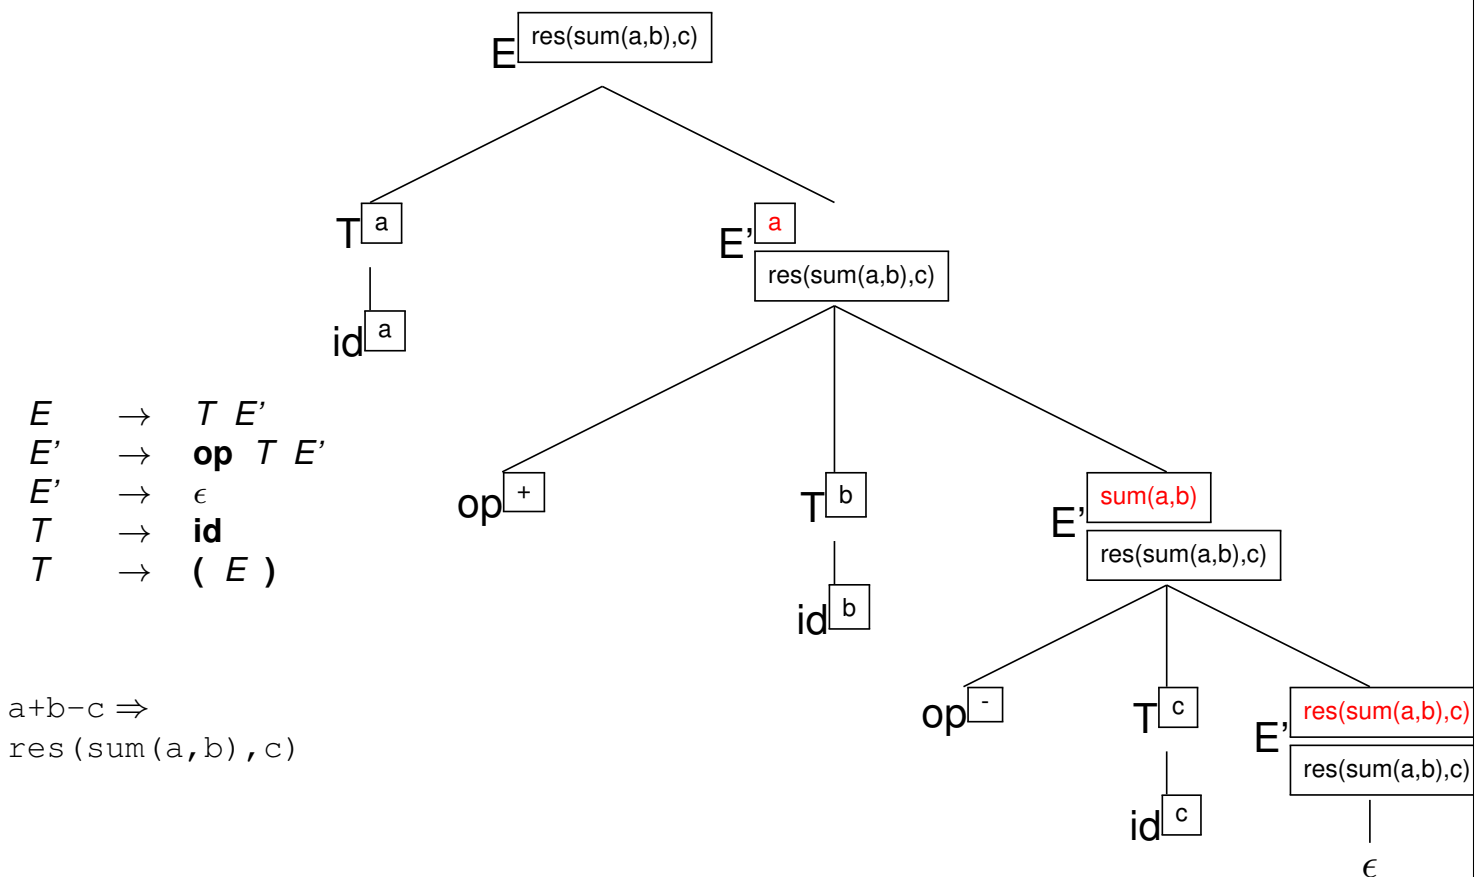 E res(sum(a,b),c)
T a
E' a
res(sum(a,b),c)
id a
E → T E'
E' → op T E'
E' → ϵ
T → id
T → ( E )
op +
T b
E' sum(a,b)
res(sum(a,b),c)
id b
a+b-c ⇒
res(sum(a,b),c)
op -
T c
E' res(sum(a,b),c)
res(sum(a,b),c)
id c
ϵ